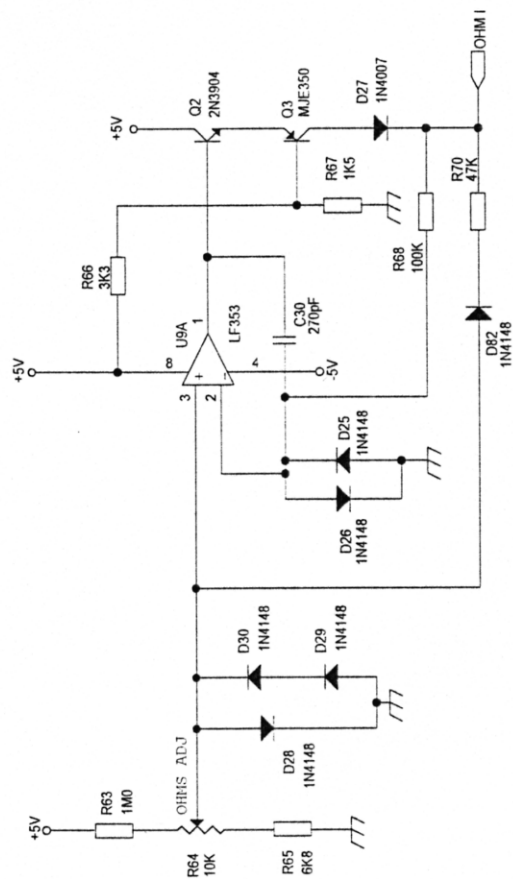 +5V
R63
1M0
OHMS ADJ
R64
10K
R65
6K8
D28
1N4148
D30
1N4148
D29
1N4148
+5V
R66
3K3
8
U9A
3
+
1
2
-
LF353
4
-5V
C30
270pF
D25
1N4148
D26
1N4148
+5V
Q2
2N3904
Q3
MJE350
R67
1K5
D27
1N4007
R68
100K
R70
47K
D82
1N4148
OHM I